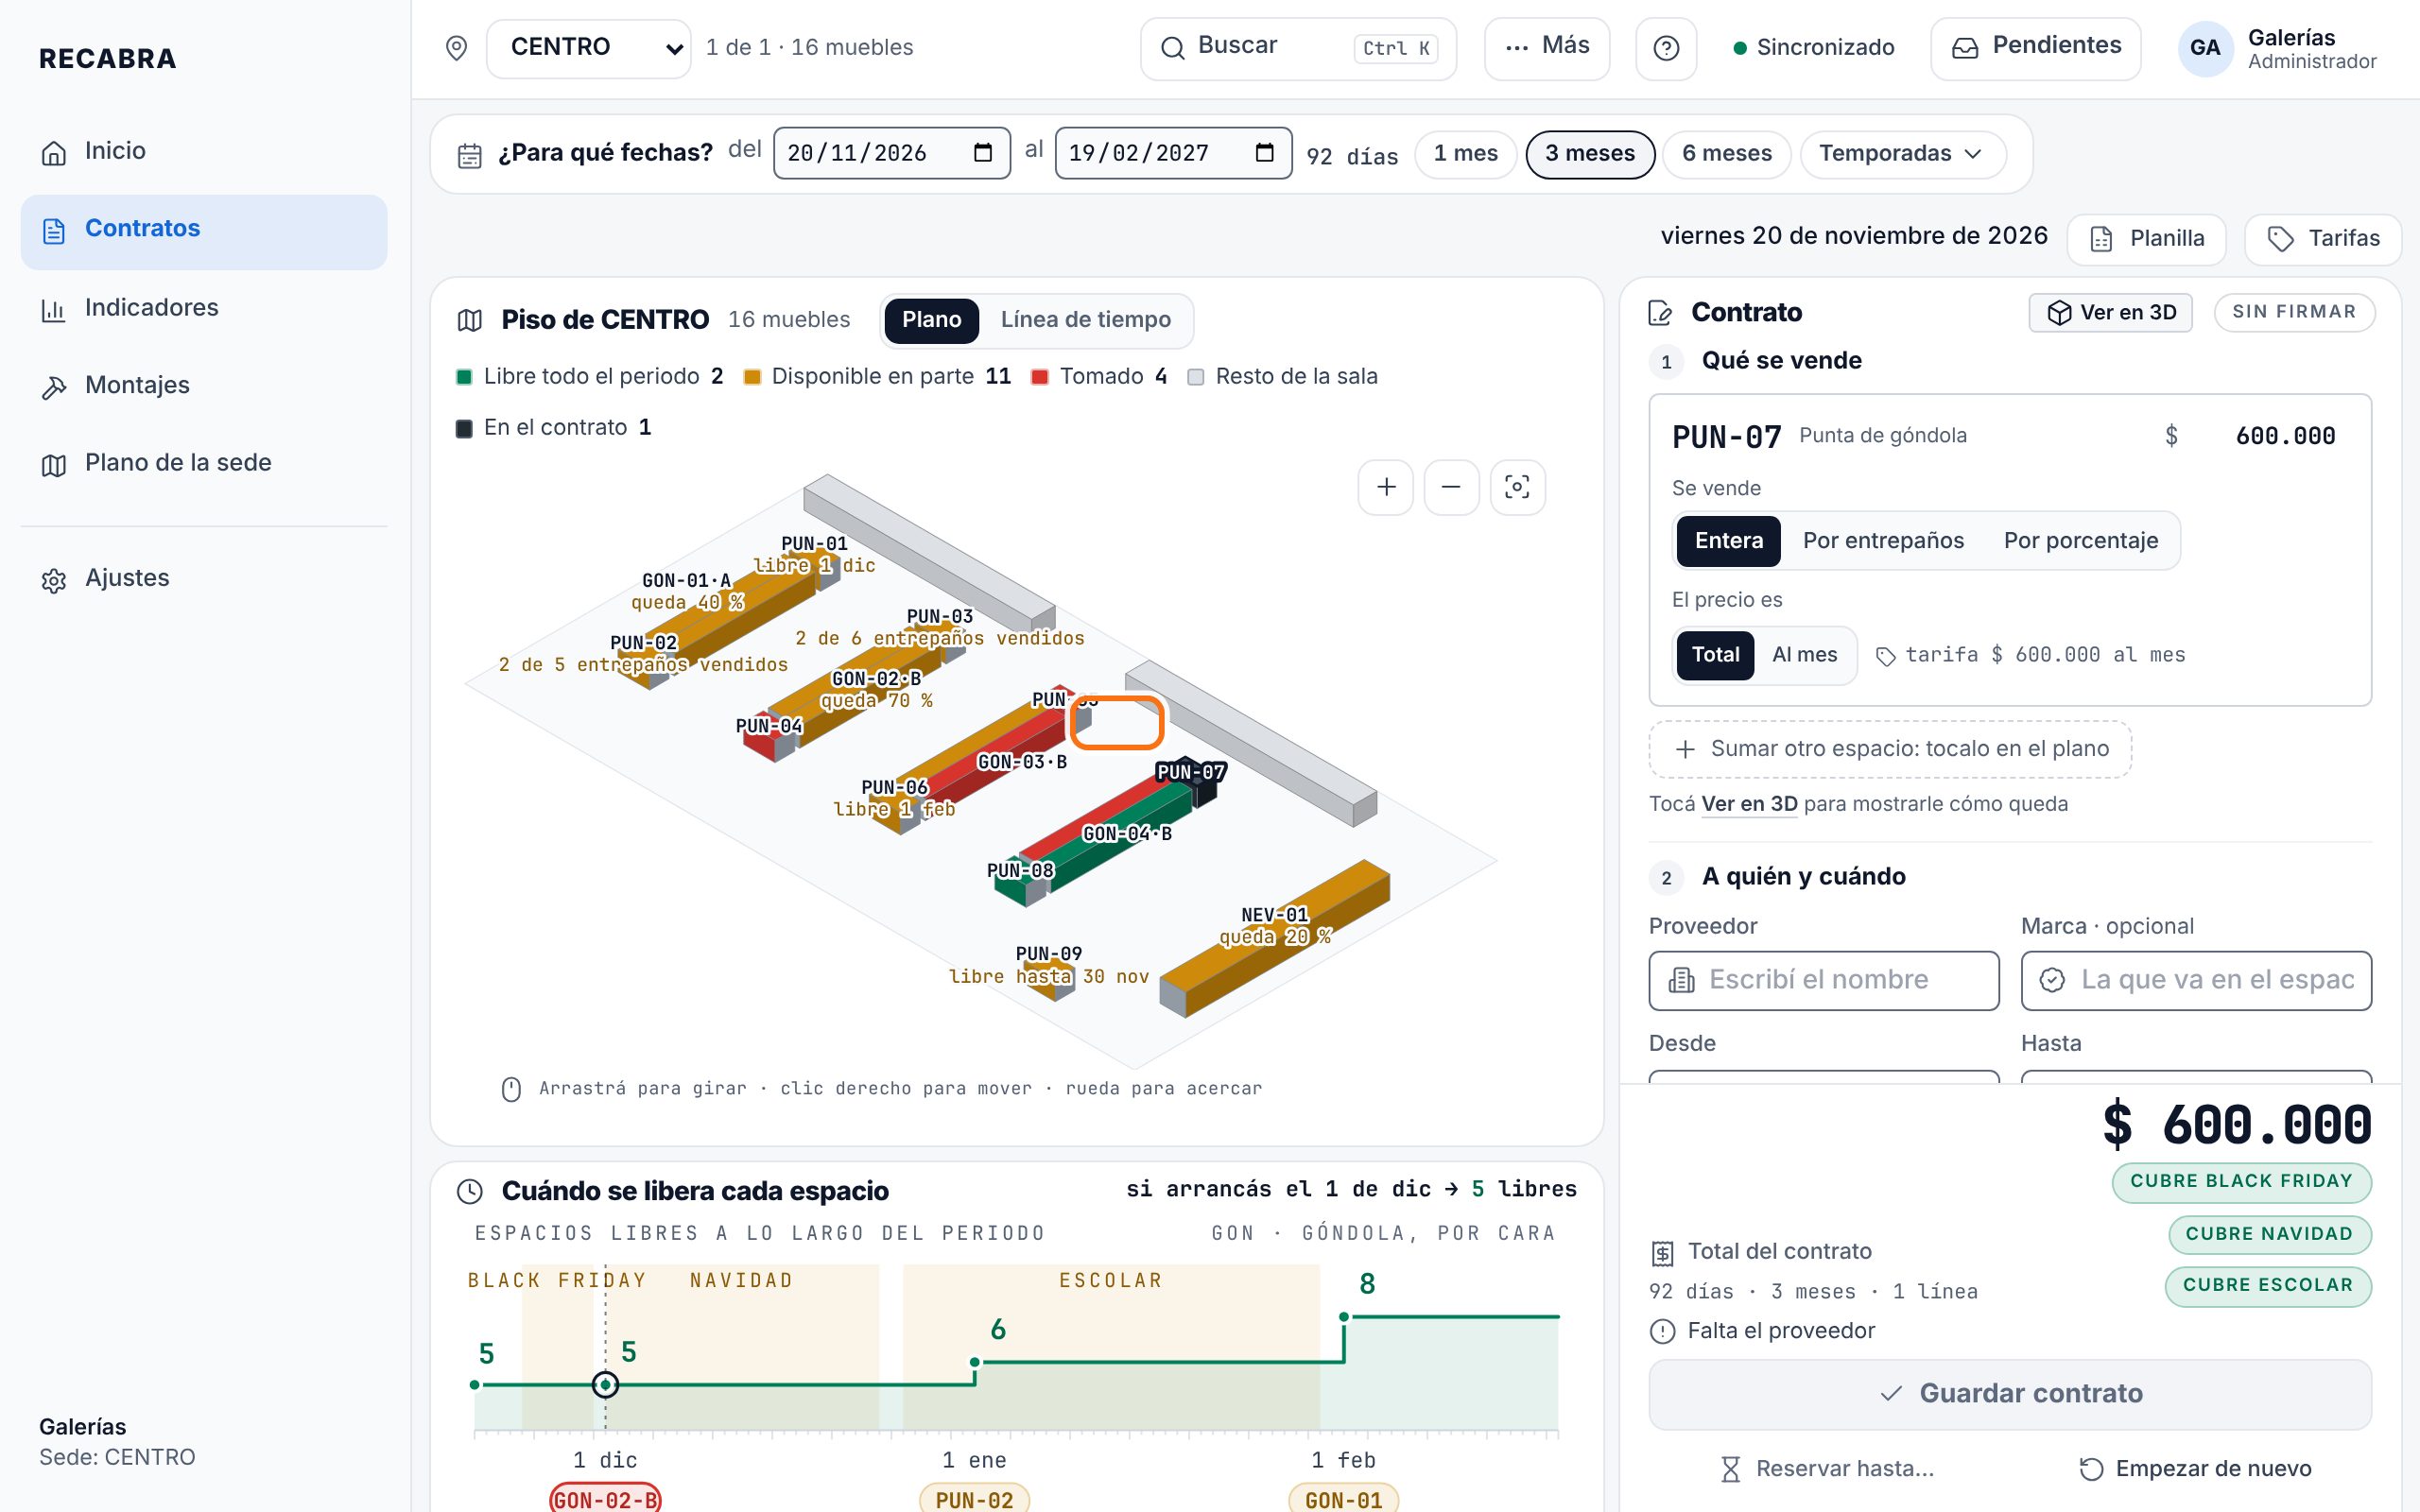 RECABRA
CENTRO
1 de 1 · 16 muebles
Buscar
Ctrl K
Más
Sincronizado
Pendientes
GA
Galerías
Administrador
Inicio
Contratos
Indicadores
Montajes
Plano de la sede
Ajustes
Galerías
Sede: CENTRO
¿Para qué fechas? del 20/11/2026 al 19/02/2027 92 días
1 mes
3 meses
6 meses
Temporadas
viernes 20 de noviembre de 2026
Planilla
Tarifas
Piso de CENTRO 16 muebles
Plano
Línea de tiempo
Libre todo el periodo 2
Disponible en parte 11
Tomado 4
Resto de la sala
En el contrato 1
PUN-01
libre 1 dic
GON-01·A
queda 40 %
PUN-03
2 de 6 entrepaños vendidos
PUN-02
2 de 5 entrepaños vendidos
GON-02·B
queda 70 %
PUN-04
GON-03·B
PUN-07
PUN-06
libre 1 feb
GON-04·B
PUN-08
NEV-01
queda 20 %
PUN-09
libre hasta 30 nov
Arrastrá para girar · clic derecho para mover · rueda para acercar
Cuándo se libera cada espacio
si arrancás el 1 de dic → 5 libres
ESPACIOS LIBRES A LO LARGO DEL PERIODO
GON · GÓNDOLA, POR CARA
BLACK FRIDAY
NAVIDAD
ESCOLAR
5
5
6
8
1 dic
1 ene
1 feb
GON-02-B
PUN-02
GON-01
Contrato
Ver en 3D
SIN FIRMAR
1 Qué se vende
PUN-07 Punta de góndola $ 600.000
Se vende
Entera
Por entrepaños
Por porcentaje
El precio es
Total
Al mes
tarifa $ 600.000 al mes
Sumar otro espacio: tocalo en el plano
Tocá Ver en 3D para mostrarle cómo queda
2 A quién y cuándo
Proveedor
Marca · opcional
Escribí el nombre
La que va en el espac
Desde
Hasta
$ 600.000
CUBRE BLACK FRIDAY
CUBRE NAVIDAD
CUBRE ESCOLAR
Total del contrato
92 días · 3 meses · 1 línea
Falta el proveedor
Guardar contrato
Reservar hasta...
Empezar de nuevo